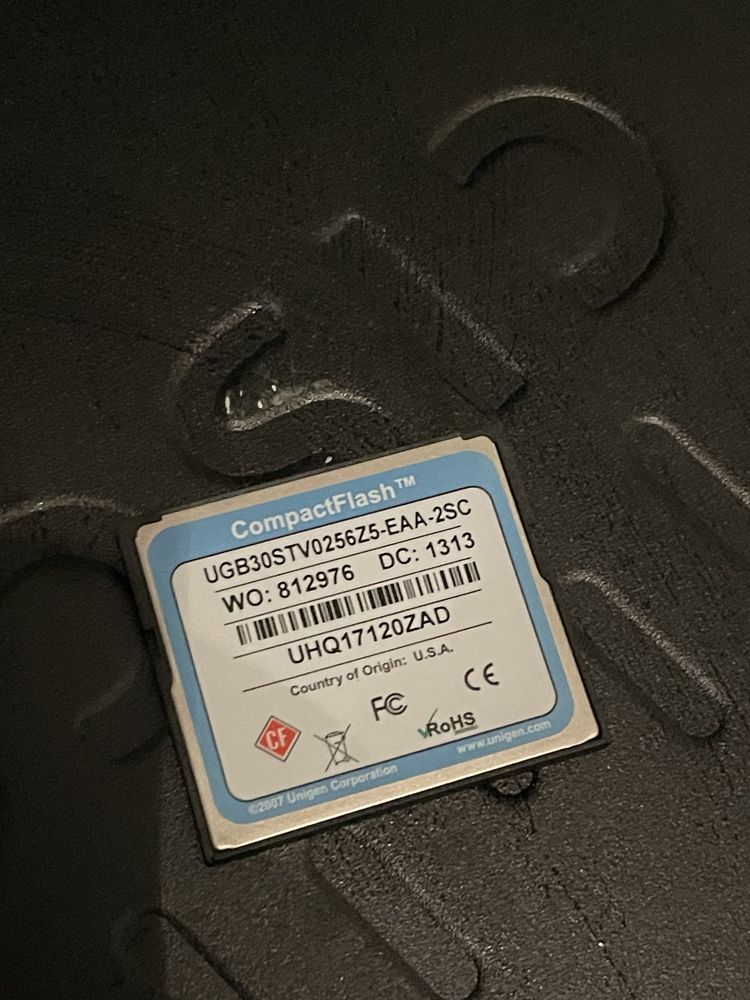 CompactFlash™
UGB30STV0256Z5-EAA-2SC
WO: 812976 DC: 1313
UHQ17120ZAD
Country of Origin: U.S.A.
CF
FC
CE
RoHS
©2007 Unigen Corporation
www.unigen.com